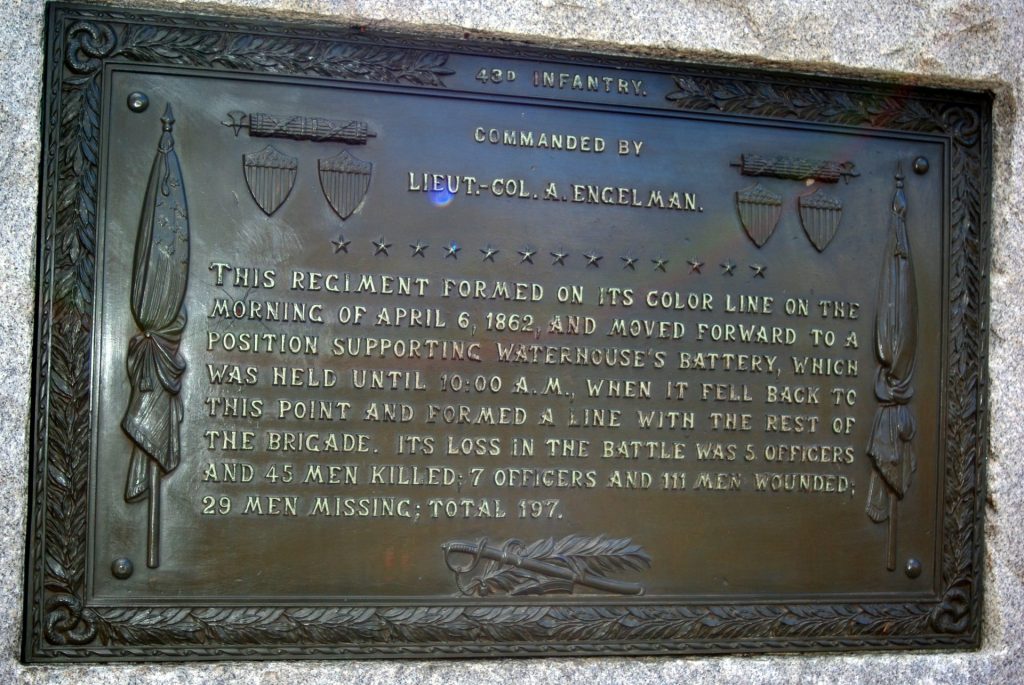 43D INFANTRY.
COMMANDED BY
LIEUT.-COL. A. ENGELMAN.
THIS REGIMENT FORMED ON ITS COLOR LINE ON THE
MORNING OF APRIL 6, 1862, AND MOVED FORWARD TO A
POSITION SUPPORTING WATERHOUSE'S BATTERY, WHICH
WAS HELD UNTIL 10:00 A.M., WHEN IT FELL BACK TO
THIS POINT AND FORMED A LINE WITH THE REST OF
THE BRIGADE. ITS LOSS IN THE BATTLE WAS 5 OFFICERS
AND 45 MEN KILLED; 7 OFFICERS AND 111 MEN WOUNDED;
29 MEN MISSING; TOTAL 197.